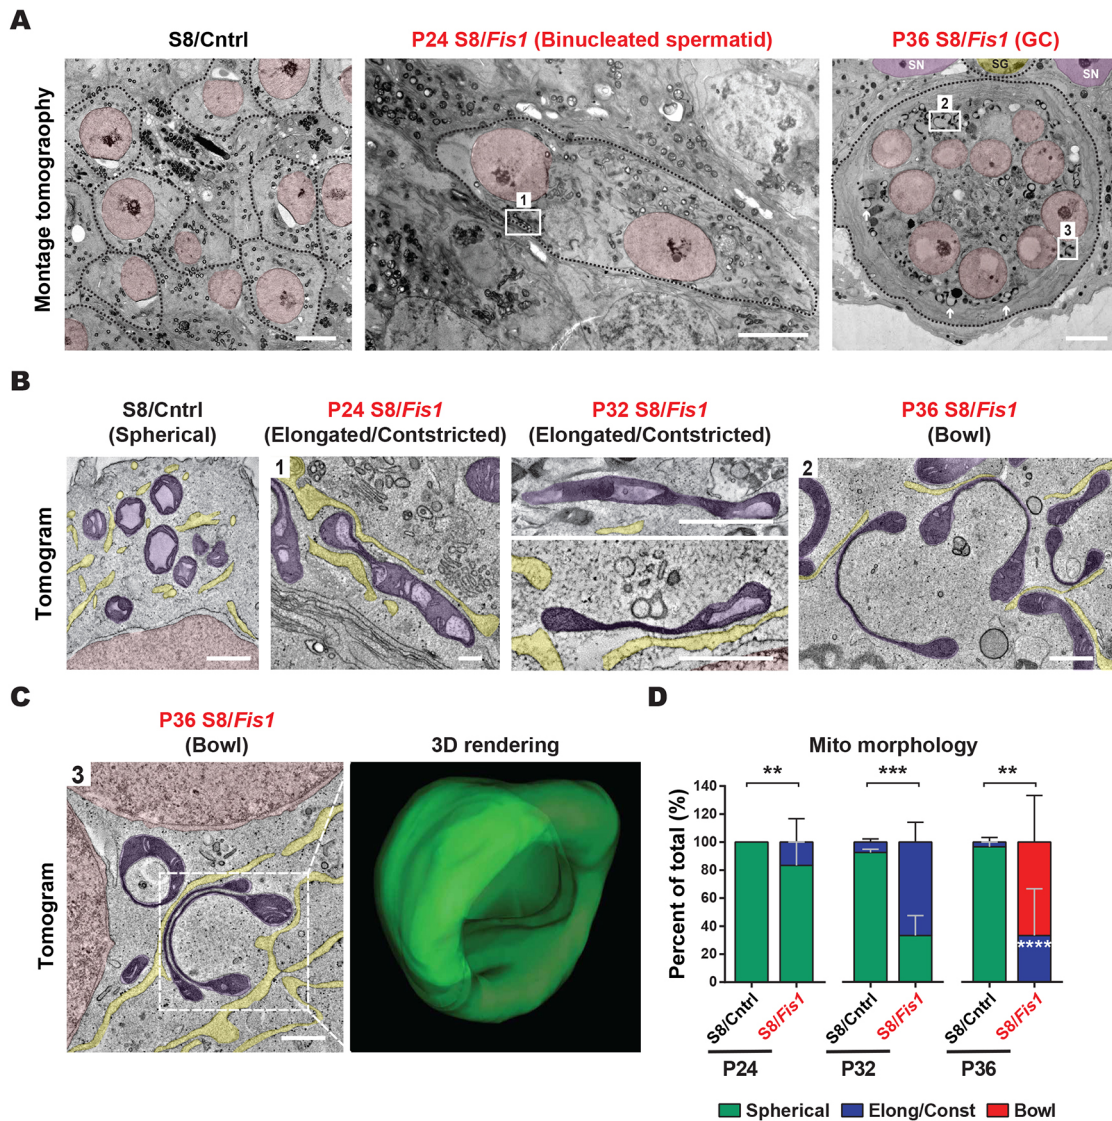 A
S8/Cntrl
P24 S8/Fis1 (Binucleated spermatid)
P36 S8/Fis1 (GC)
Montage tomograophy
SN
SG
SN
1
2
3
B
S8/Cntrl
(Spherical)
P24 S8/Fis1
(Elongated/Contstricted)
P32 S8/Fis1
(Elongated/Contstricted)
P36 S8/Fis1
(Bowl)
Tomogram
1
2
C
P36 S8/Fis1
(Bowl)
3D rendering
Tomogram
3
D
Mito morphology
Percent of total (%)
140
120
100
80
60
40
20
0
**
***
**
****
S8/Cntrl
S8/Fis1
S8/Cntrl
S8/Fis1
S8/Cntrl
S8/Fis1
P24
P32
P36
Spherical
Elong/Const
Bowl